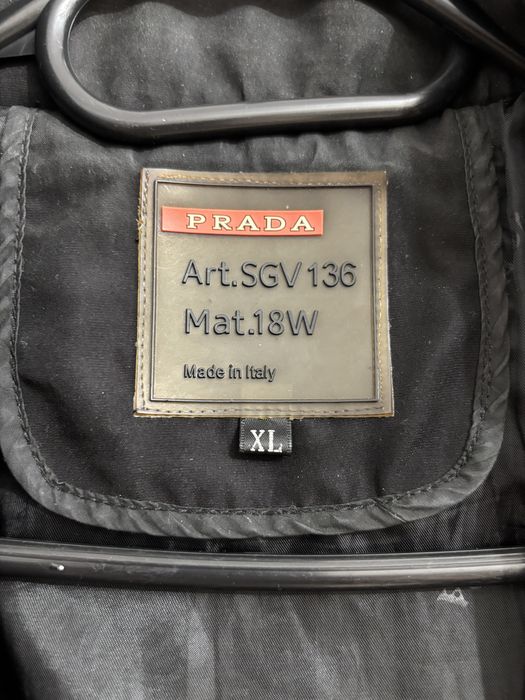 PRADA
Art.SGV 136
Mat.18W
Made in Italy
XL